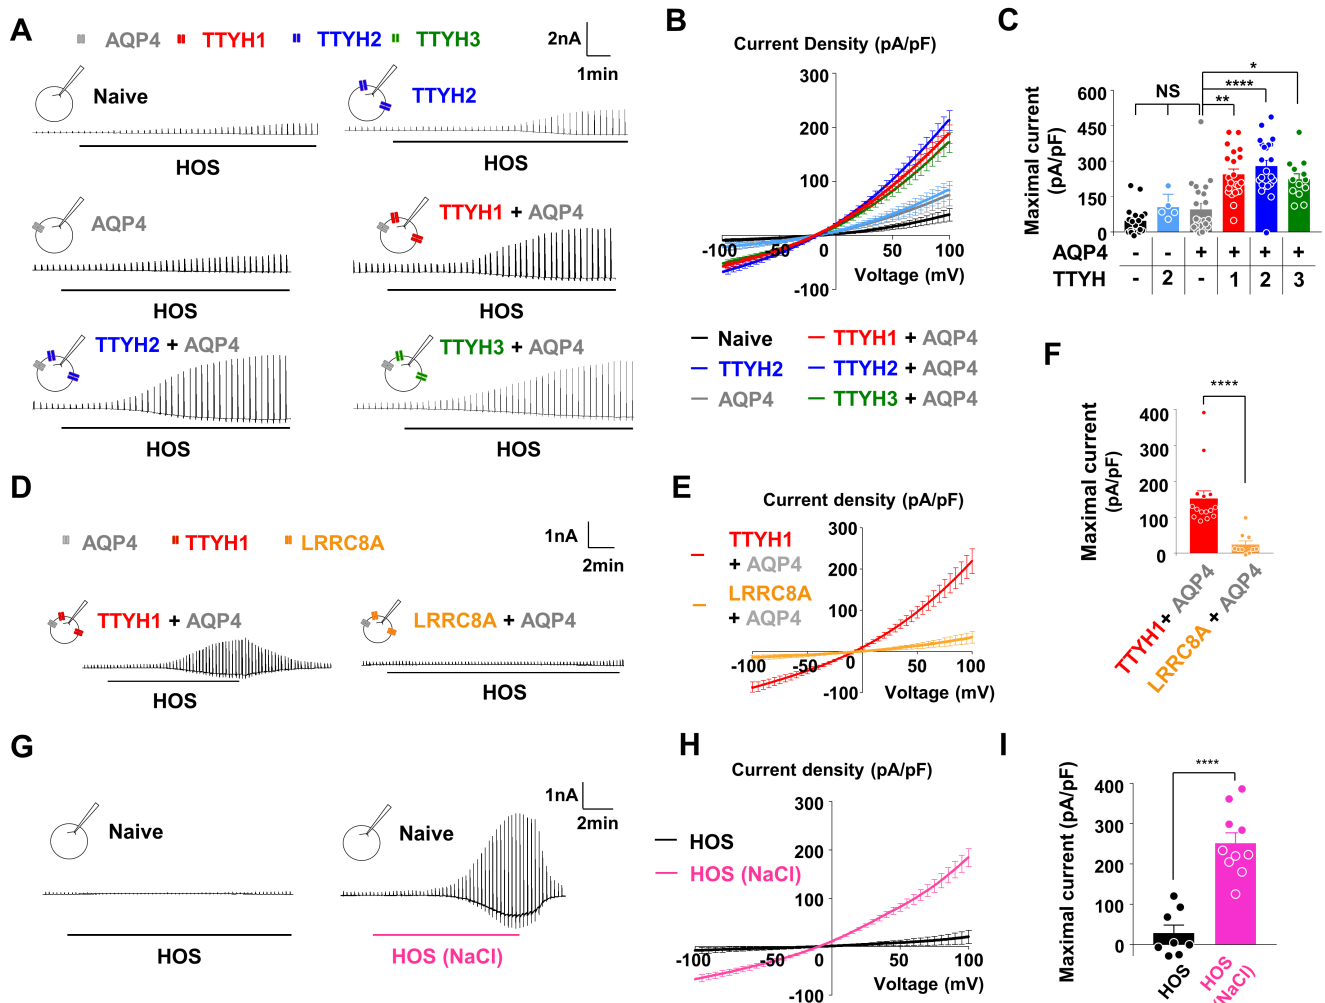 A
AQP4
TTYH1
TTYH2
TTYH3
2nA
1min
Naive
HOS
TTYH2
HOS
AQP4
HOS
TTYH1 + AQP4
HOS
TTYH2 + AQP4
HOS
TTYH3 + AQP4
HOS
B
Current Density (pA/pF)
300
200
100
-100
-50
0
50
100
Voltage (mV)
-100
Naive
TTYH2
AQP4
TTYH1 + AQP4
TTYH2 + AQP4
TTYH3 + AQP4
C
Maximal current
(pA/pF)
600
450
300
150
0
NS
**
****
*
AQP4 - - + + + +
TTYH - 2 - 1 2 3
D
AQP4
TTYH1
LRRC8A
1nA
2min
TTYH1 + AQP4
HOS
LRRC8A + AQP4
HOS
E
Current density (pA/pF)
TTYH1
+ AQP4
LRRC8A
+ AQP4
300
200
100
-100
-50
0
50
100
-100
Voltage (mV)
F
****
Maximal current
(pA/pF)
400
300
200
100
0
TTYH1+ AQP4
LRRC8A + AQP4
G
1nA
2min
Naive
HOS
Naive
HOS (NaCl)
H
Current density (pA/pF)
HOS
HOS (NaCl)
300
200
100
-100
-50
0
50
100
Voltage (mV)
-100
I
****
Maximal current (pA/pF)
400
300
200
100
0
HOS
HOS
(NaCl)